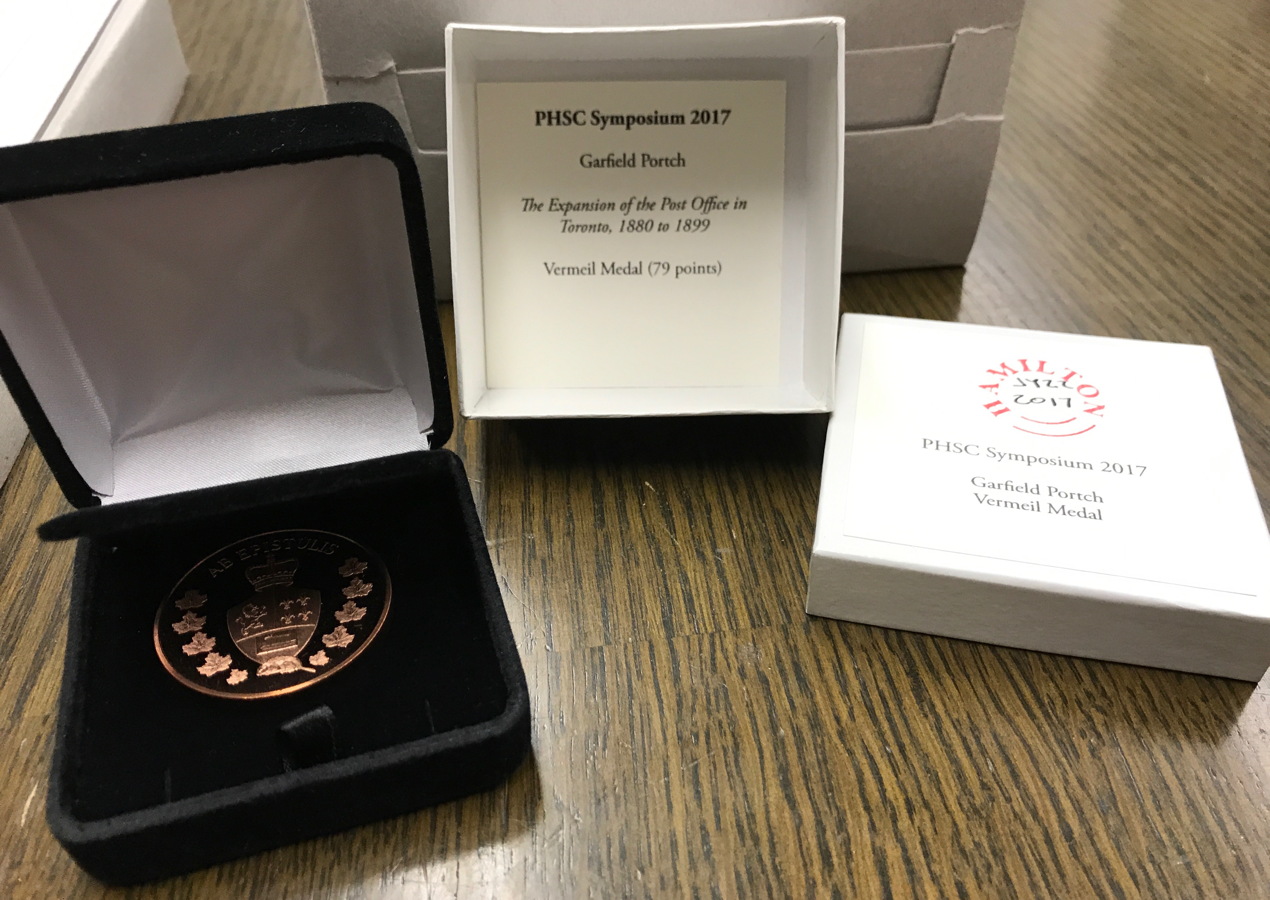 PHSC Symposium 2017
Garfield Portch
The Expansion of the Post Office in
Toronto, 1880 to 1899
Vermeil Medal (79 points)
HAMILTON
2017
PHSC Symposium 2017
Garfield Portch
Vermeil Medal
AB EPISTULIS